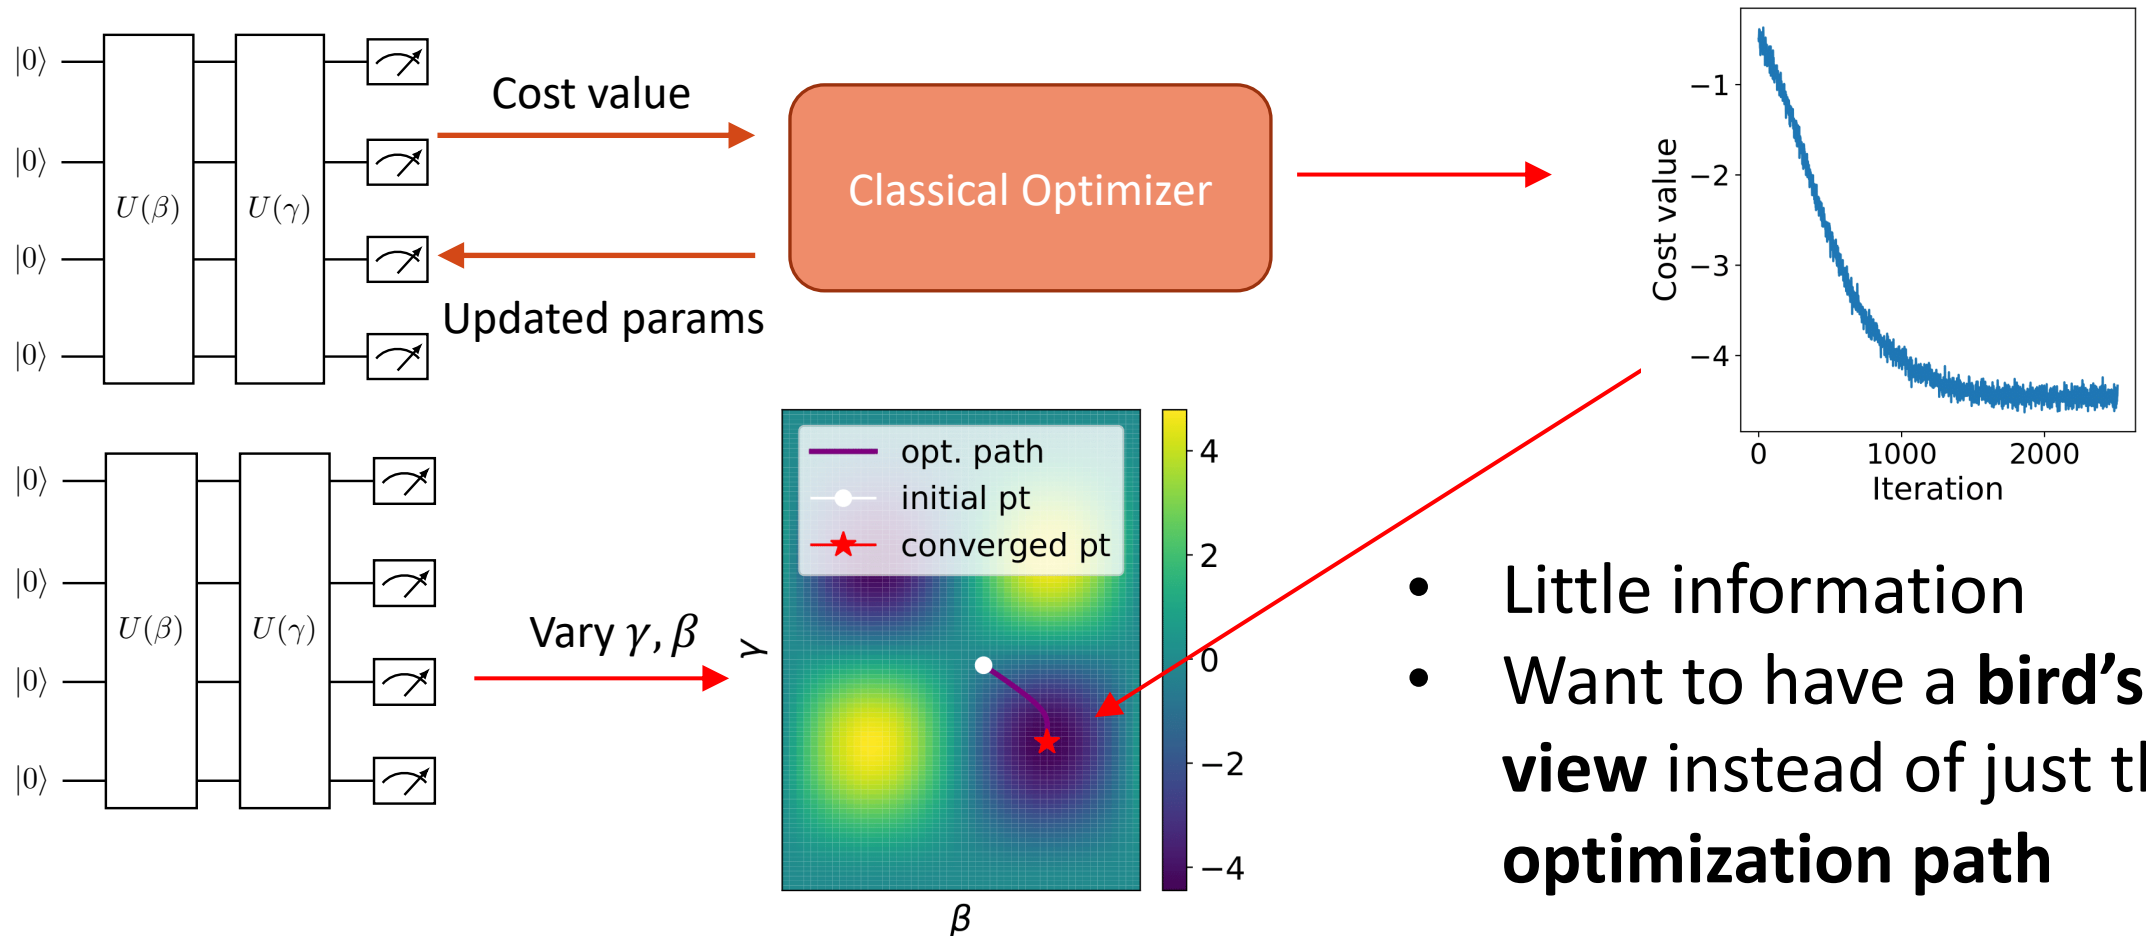 |0⟩
|0⟩
|0⟩
|0⟩
U(β)
U(γ)
Cost value
Updated params
Classical Optimizer
Cost value
−1
−2
−3
−4
0 1000 2000
Iteration
|0⟩
|0⟩
|0⟩
|0⟩
U(β)
U(γ)
Vary γ, β
γ
opt. path
initial pt
converged pt
β
4
2
0
−2
−4
• Little information
• Want to have a bird's
view instead of just
optimization path